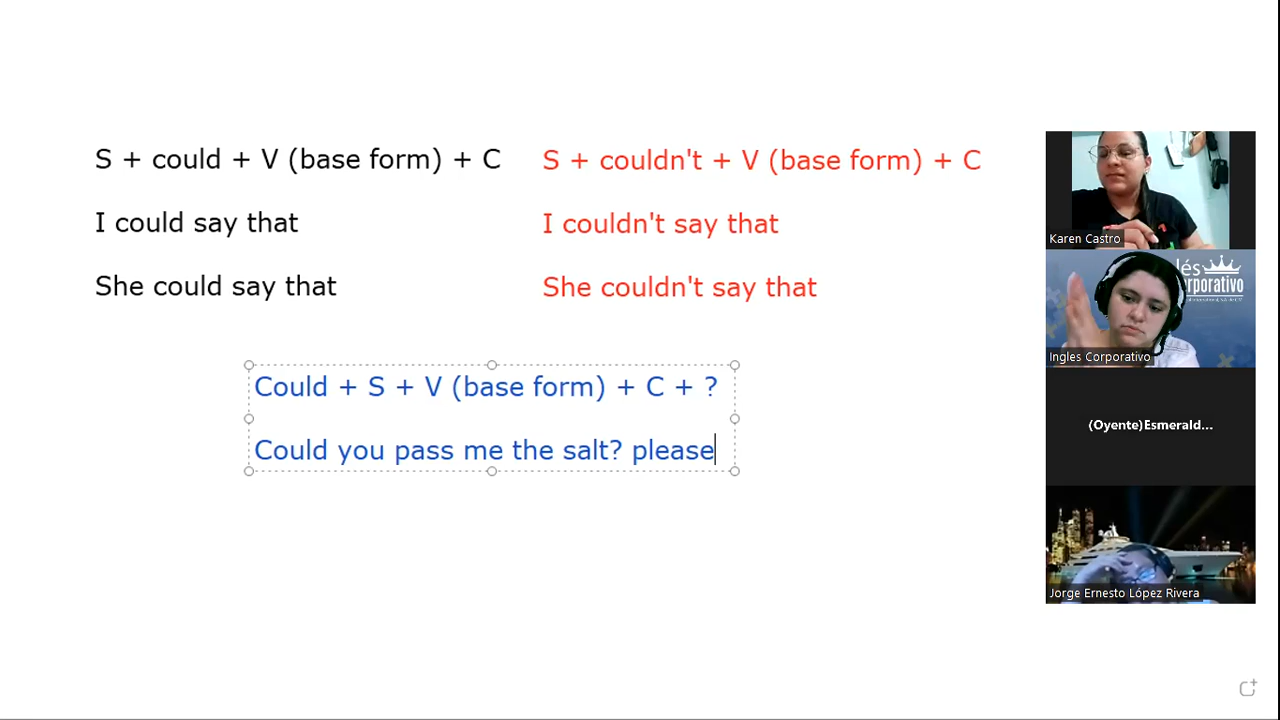 S + could + V (base form) + C
I could say that
She could say that
S + couldn't + V (base form) + C
I couldn't say that
She couldn't say that
Could + S + V (base form) + C + ?
Could you pass me the salt? please
Karen Castro
Ingles Corporativo
(Oyente)Esmerald...
Jorge Ernesto López Rivera